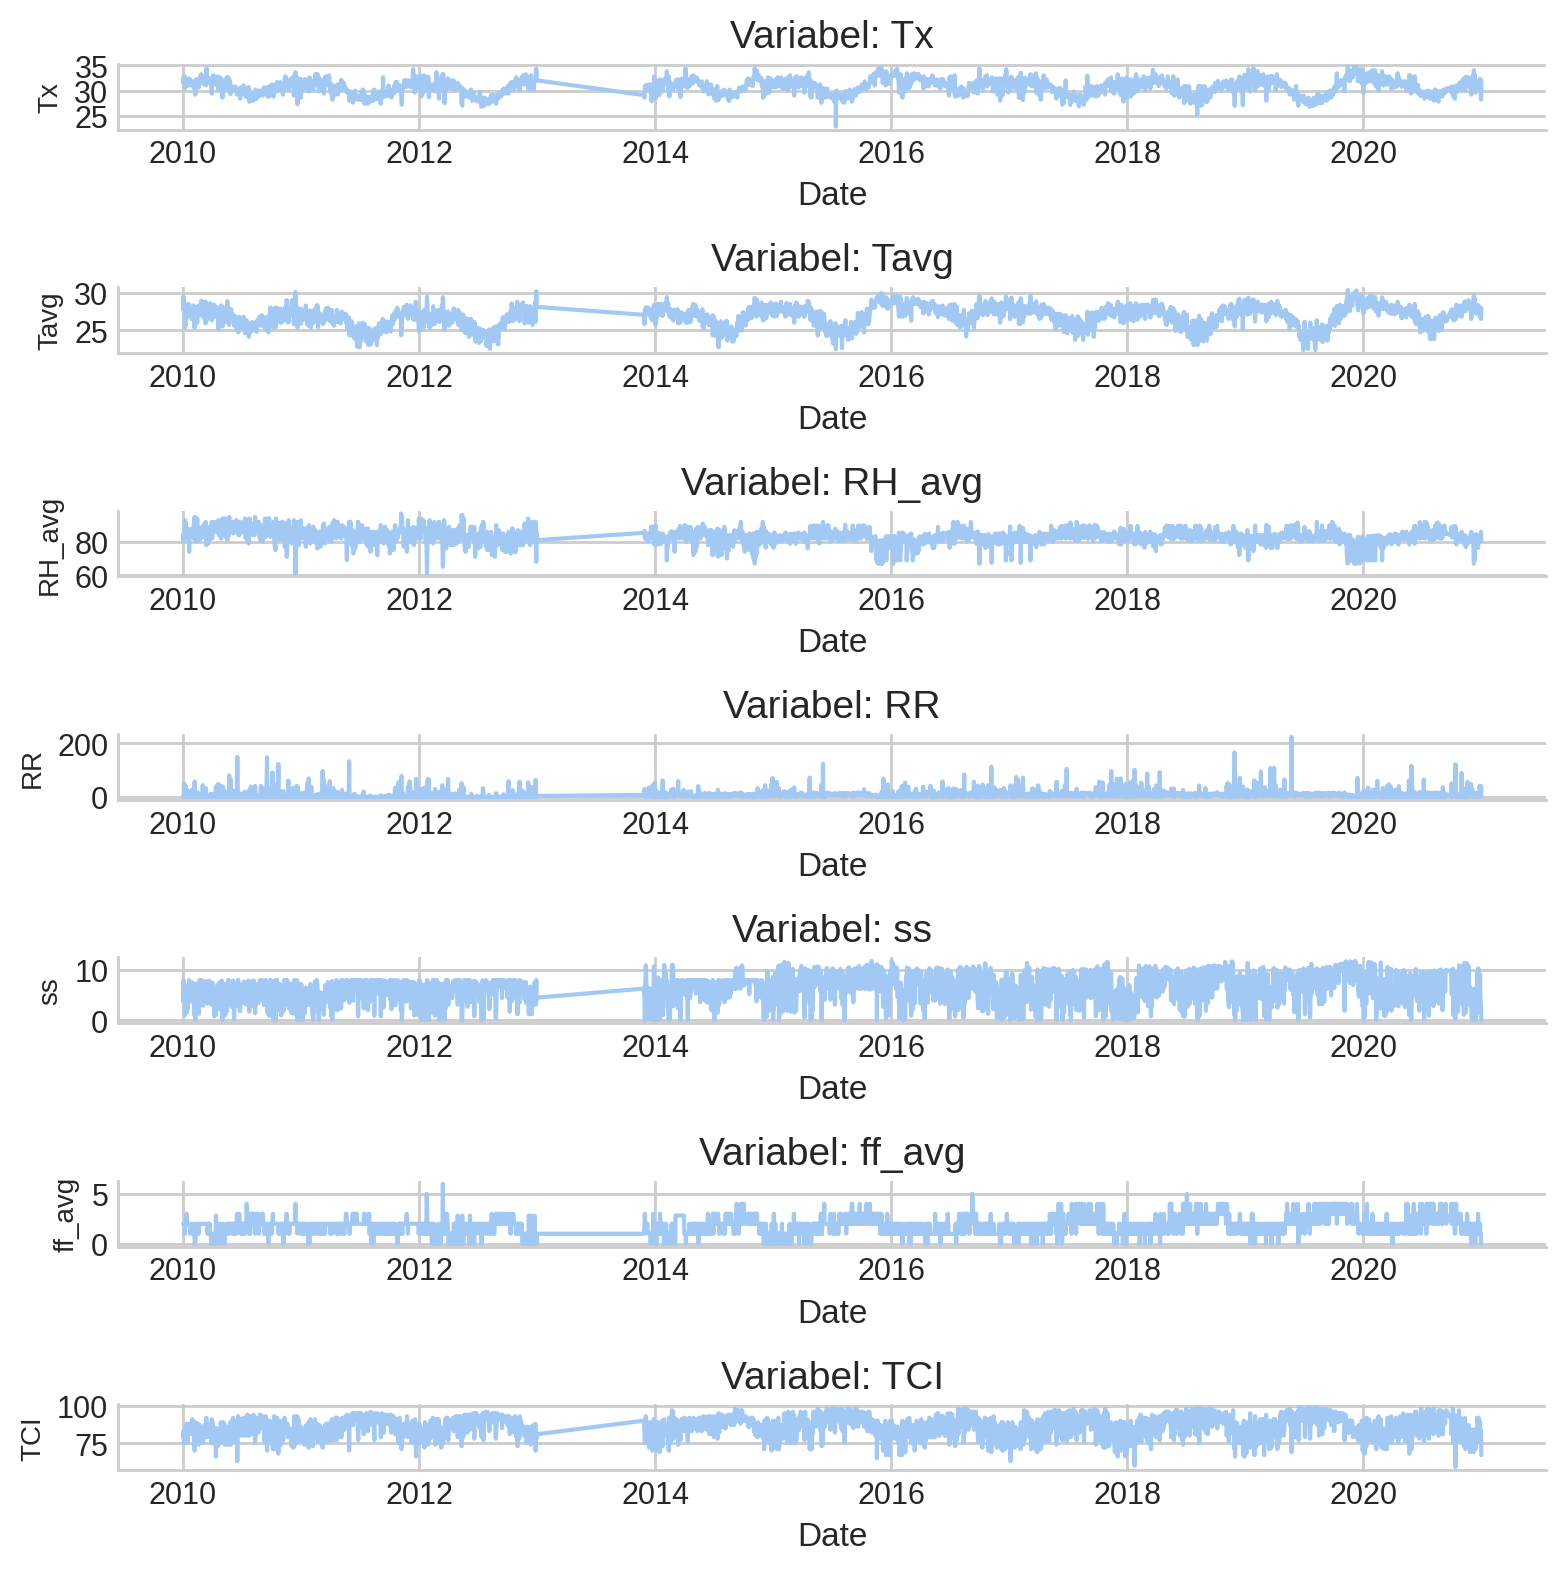 Variabel: Tx
Tx
35
30
25
2010 2012 2014 2016 2018 2020
Date
Variabel: Tavg
Tavg
30
25
2010 2012 2014 2016 2018 2020
Date
Variabel: RH_avg
RH_avg
80
60
2010 2012 2014 2016 2018 2020
Date
Variabel: RR
RR
200
0
2010 2012 2014 2016 2018 2020
Date
Variabel: ss
ss
10
0
2010 2012 2014 2016 2018 2020
Date
Variabel: ff_avg
ff_avg
5
0
2010 2012 2014 2016 2018 2020
Date
Variabel: TCI
TCI
100
75
2010 2012 2014 2016 2018 2020
Date